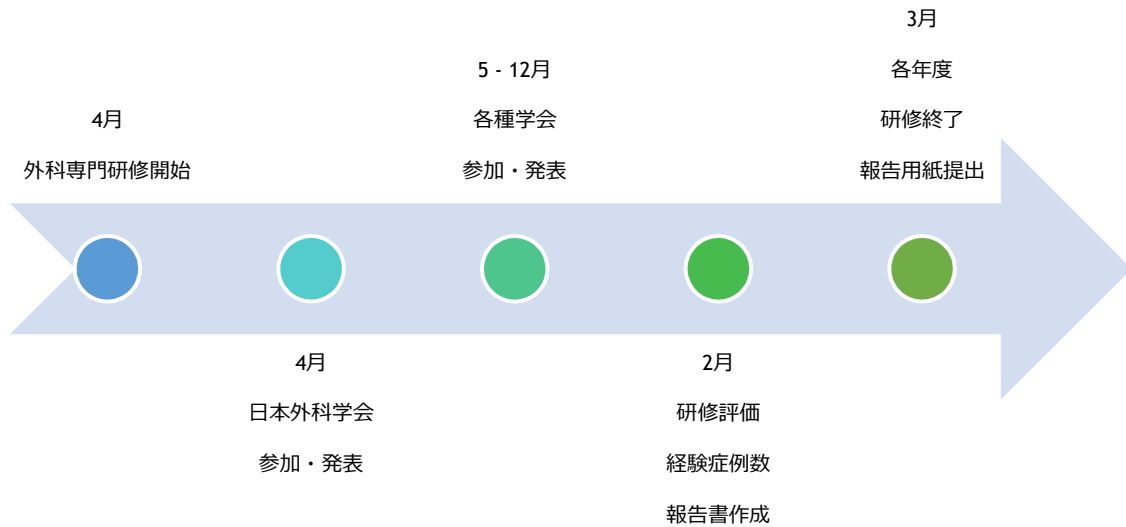 4月
外科専門研修開始
4月
日本外科学会
参加・発表
5 - 12月
各種学会
参加・発表
2月
研修評価
経験症例数
報告書作成
3月
各年度
研修終了
報告用紙提出